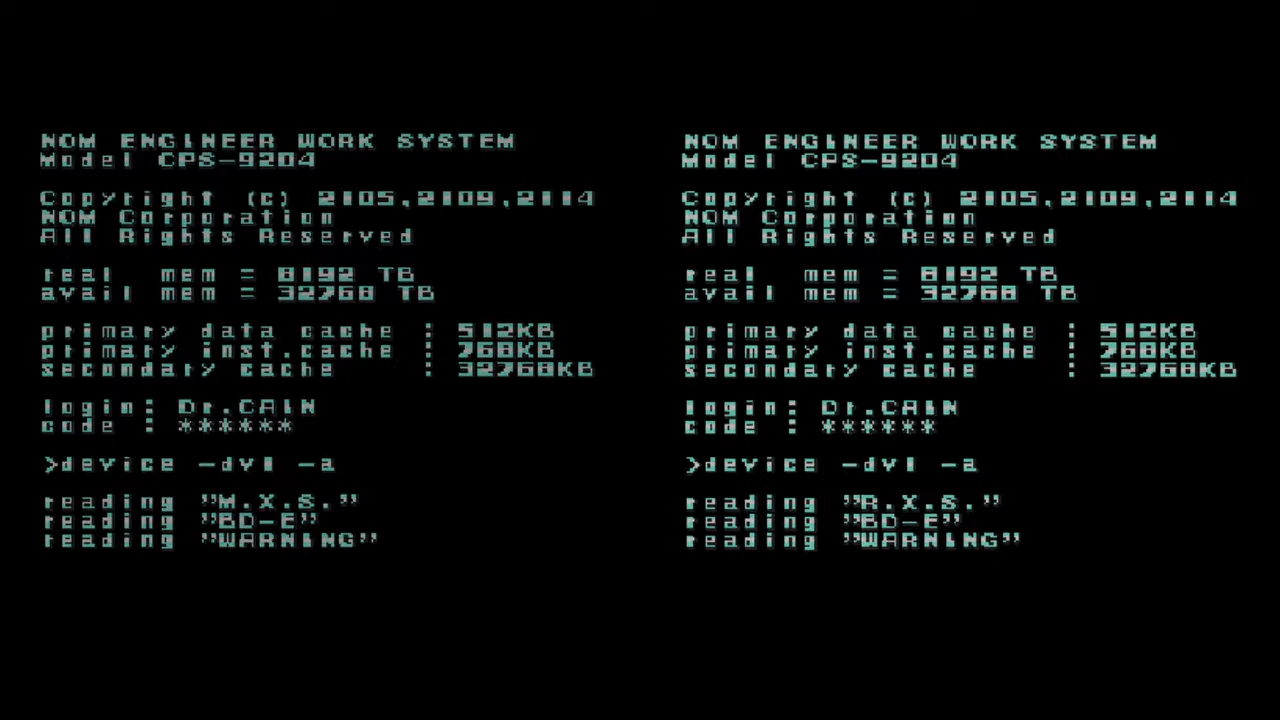 NOM ENGINEER WORK SYSTEM
Model CPS-9204
Copyright (c) 2105,2109,2114
NOM Corporation
All Rights Reserved
real mem = 8192 TB
avail mem = 32768 TB
primary data cache : 512KB
primary inst.cache : 768KB
secondary cache : 32768KB
login: Dr.CAIN
code : ******
>device -dvl -a
reading "M.X.S."
reading "BD-E"
reading "WARNING"
NOM ENGINEER WORK SYSTEM
Model CPS-9204
Copyright (c) 2105,2109,2114
NOM Corporation
All Rights Reserved
real mem = 8192 TB
avail mem = 32768 TB
primary data cache : 512KB
primary inst.cache : 768KB
secondary cache : 32768KB
login: Dr.CAIN
code : ******
>device -dvl -a
reading "R.X.S."
reading "BD-E"
reading "WARNING"